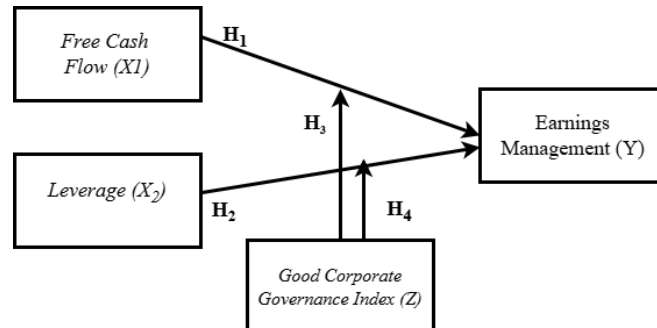 Free Cash
Flow (X1)
H1
H3
Earnings
Management (Y)
Leverage (X2)
H2
H4
Good Corporate
Governance Index (Z)